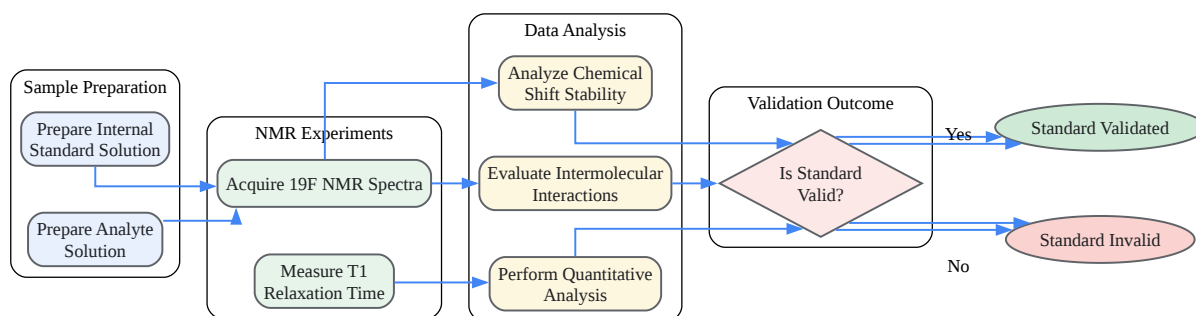 Sample Preparation
Prepare Internal
Standard Solution
Prepare Analyte
Solution
NMR Experiments
Acquire 19F NMR Spectra
Measure T1
Relaxation Time
Data Analysis
Analyze Chemical
Shift Stability
Evaluate Intermolecular
Interactions
Perform Quantitative
Analysis
Validation Outcome
Is Standard
Valid?
Yes
Standard Validated
No
Standard Invalid